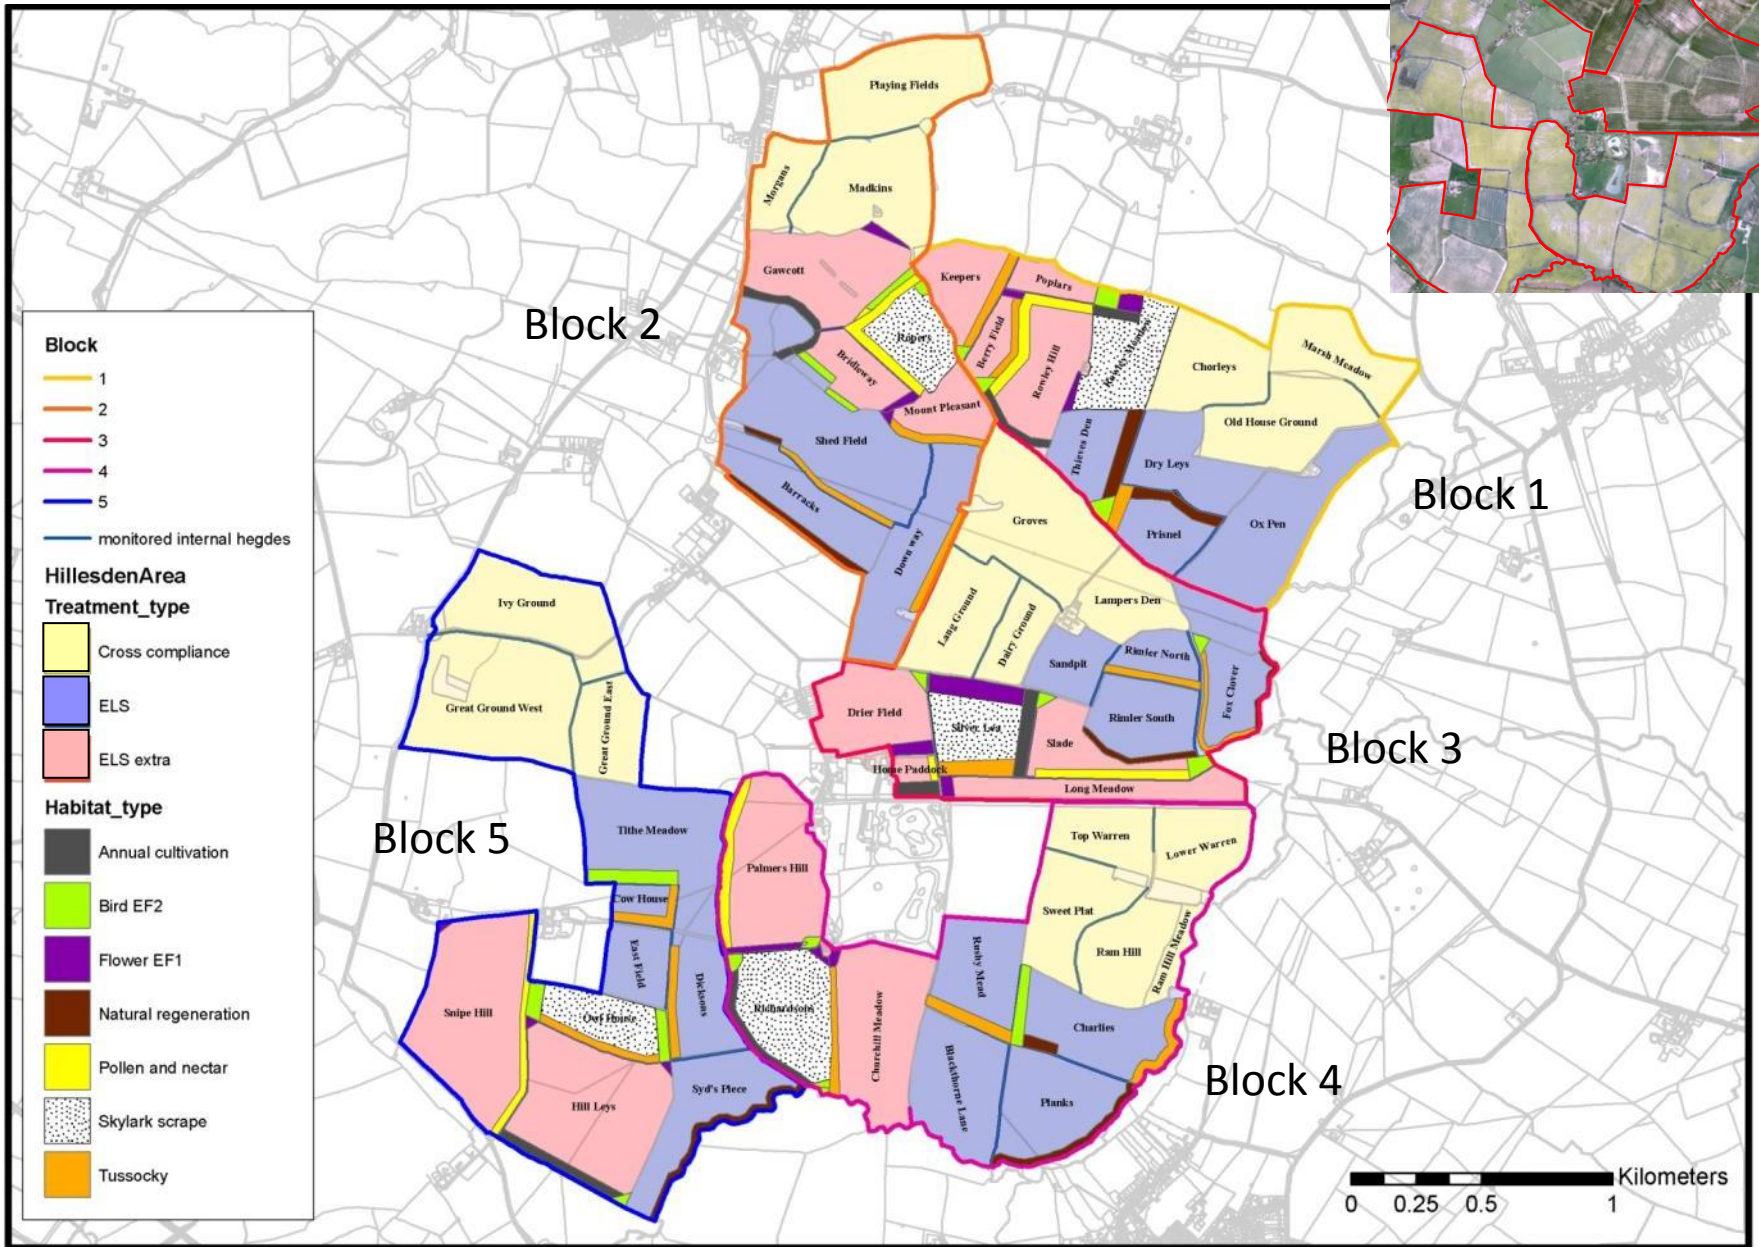 Block
1
2
3
4
5
monitored internal hegdes
HillesdenArea
Treatment_type
Cross compliance
ELS
ELS extra
Habitat_type
Annual cultivation
Bird EF2
Flower EF1
Natural regeneration
Pollen and nectar
Skylark scrape
Tussocky
Block 2
Playing Fields
Morgans
Madkins
Gawcott
Ropers
Bridleway
Mount Pleasant
Shed Field
Barracks
Down way
Block 1
Keepers
Poplars
Berry Field
Rowley Hill
Rowley Meadow
Chorleys
Marsh Meadow
Old House Ground
Thieves Den
Dry Leys
Prisnel
Ox Pen
Block 3
Groves
Lang Ground
Dairy Ground
Lampers Den
Sandpit
Rimler North
Rimler South
Fox Clover
Drier Field
Silver Lea
Slade
Home Paddock
Long Meadow
Block 5
Ivy Ground
Great Ground West
Great Ground East
Tithe Meadow
Cow House
East Field
Dicksons
Snipe Hill
Owl House
Hill Leys
Syd's Piece
Block 4
Palmers Hill
Richardsons
Churchill Meadow
Top Warren
Lower Warren
Sweet Plat
Ram Hill
Ram Hill Meadow
Rushy Mead
Charlies
Blackthorne Lane
Planks
Kilometers
0 0.25 0.5 1